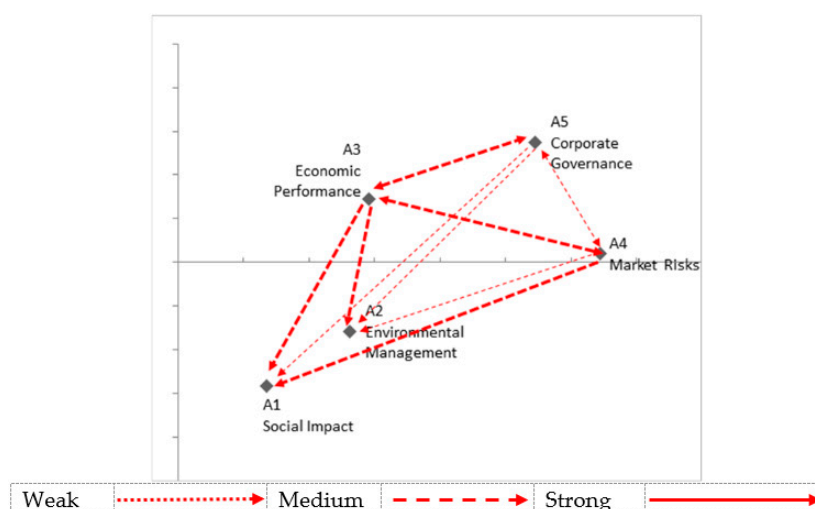 A5
Corporate
Governance
A3
Economic
Performance
A4
Market RIsks
A2
Environmental
Management
A1
Social Impact
Weak
Medium
Strong